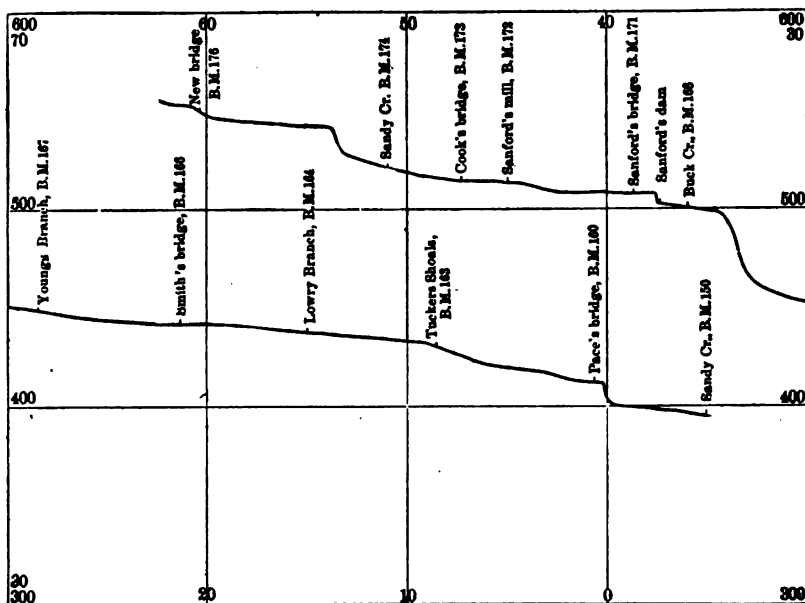 600
70
60
50
40
600
30
New bridge
B.M.176
Sandy Cr. B.M.174
Cook's bridge, B.M.173
Sanford's mill, B.M.172
Sanford's bridge, B.M.171
Sanford's dam
Buck Cr., B.M.168
500
500
Youngs Branch, B.M.167
Smith's bridge, B.M.166
Lowry Branch, B.M.164
Tuckers Shoals,
B.M.163
Pace's bridge, B.M.160
Sandy Cr., B.M.150
400
400
30
300
20
10
0
300